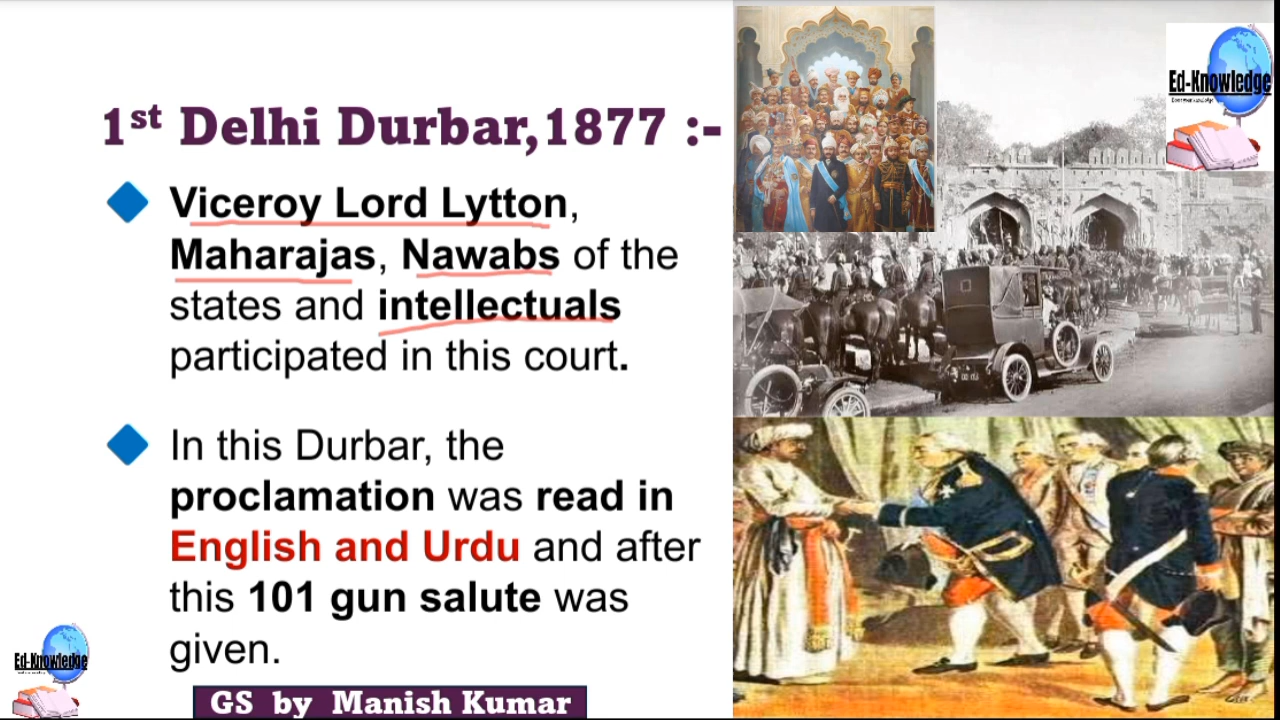 1st Delhi Durbar,1877 :-
Viceroy Lord Lytton,
Maharajas, Nawabs of the
states and intellectuals
participated in this court.
In this Durbar, the
proclamation was read in
English and Urdu and after
this 101 gun salute was
given.
GS by Manish Kumar
Ed-Knowledge
Ed-Knowledge